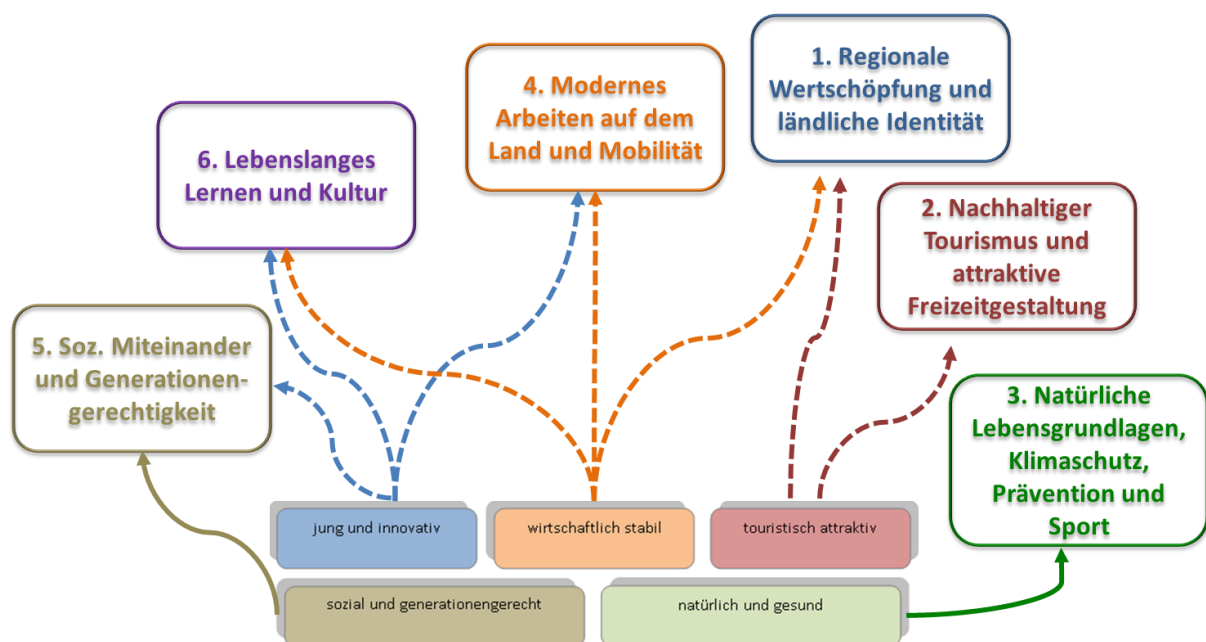 1. Regionale
Wertschöpfung und
ländliche Identität
4. Modernes
Arbeiten auf dem
Land und Mobilität
6. Lebenslanges
Lernen und Kultur
2. Nachhaltiger
Tourismus und
attraktive
Freizeitgestaltung
5. Soz. Miteinander
und Generationen-
gerechtigkeit
3. Natürliche
Lebensgrundlagen,
Klimaschutz,
Prävention und
Sport
jung und innovativ
wirtschaftlich stabil
touristisch attraktiv
sozial und generationengerecht
natürlich und gesund